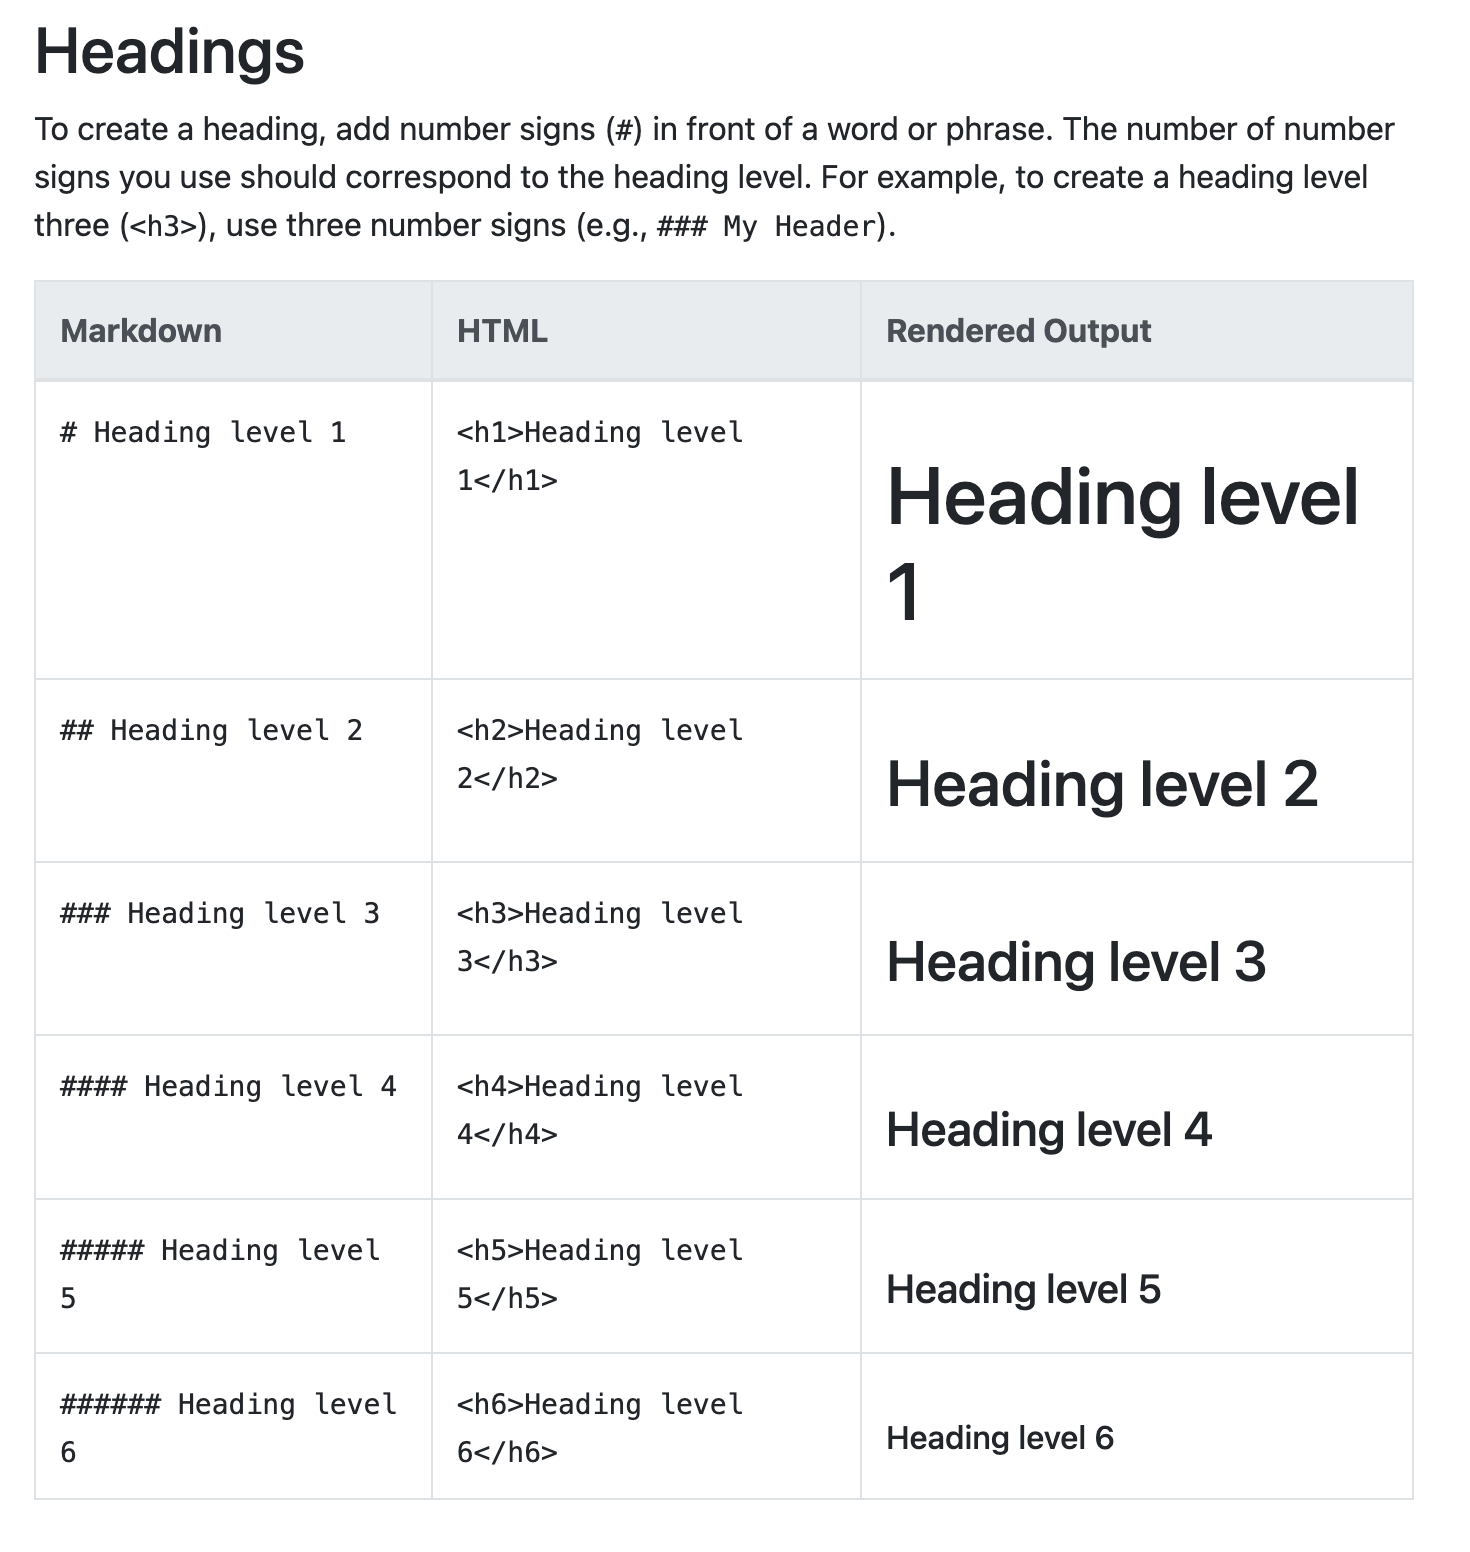 Headings
To create a heading, add number signs (#) in front of a word or phrase. The number of number
signs you use should correspond to the heading level. For example, to create a heading level
three (<h3>), use three number signs (e.g., ### My Header).
Markdown HTML Rendered Output
# Heading level 1
<h1>Heading level
1</h1>
Heading level
1
## Heading level 2
<h2>Heading level
2</h2>
Heading level 2
### Heading level 3
<h3>Heading level
3</h3>
Heading level 3
#### Heading level 4
<h4>Heading level
4</h4>
Heading level 4
##### Heading level
5
<h5>Heading level
5</h5>
Heading level 5
###### Heading level
6
<h6>Heading level
6</h6>
Heading level 6